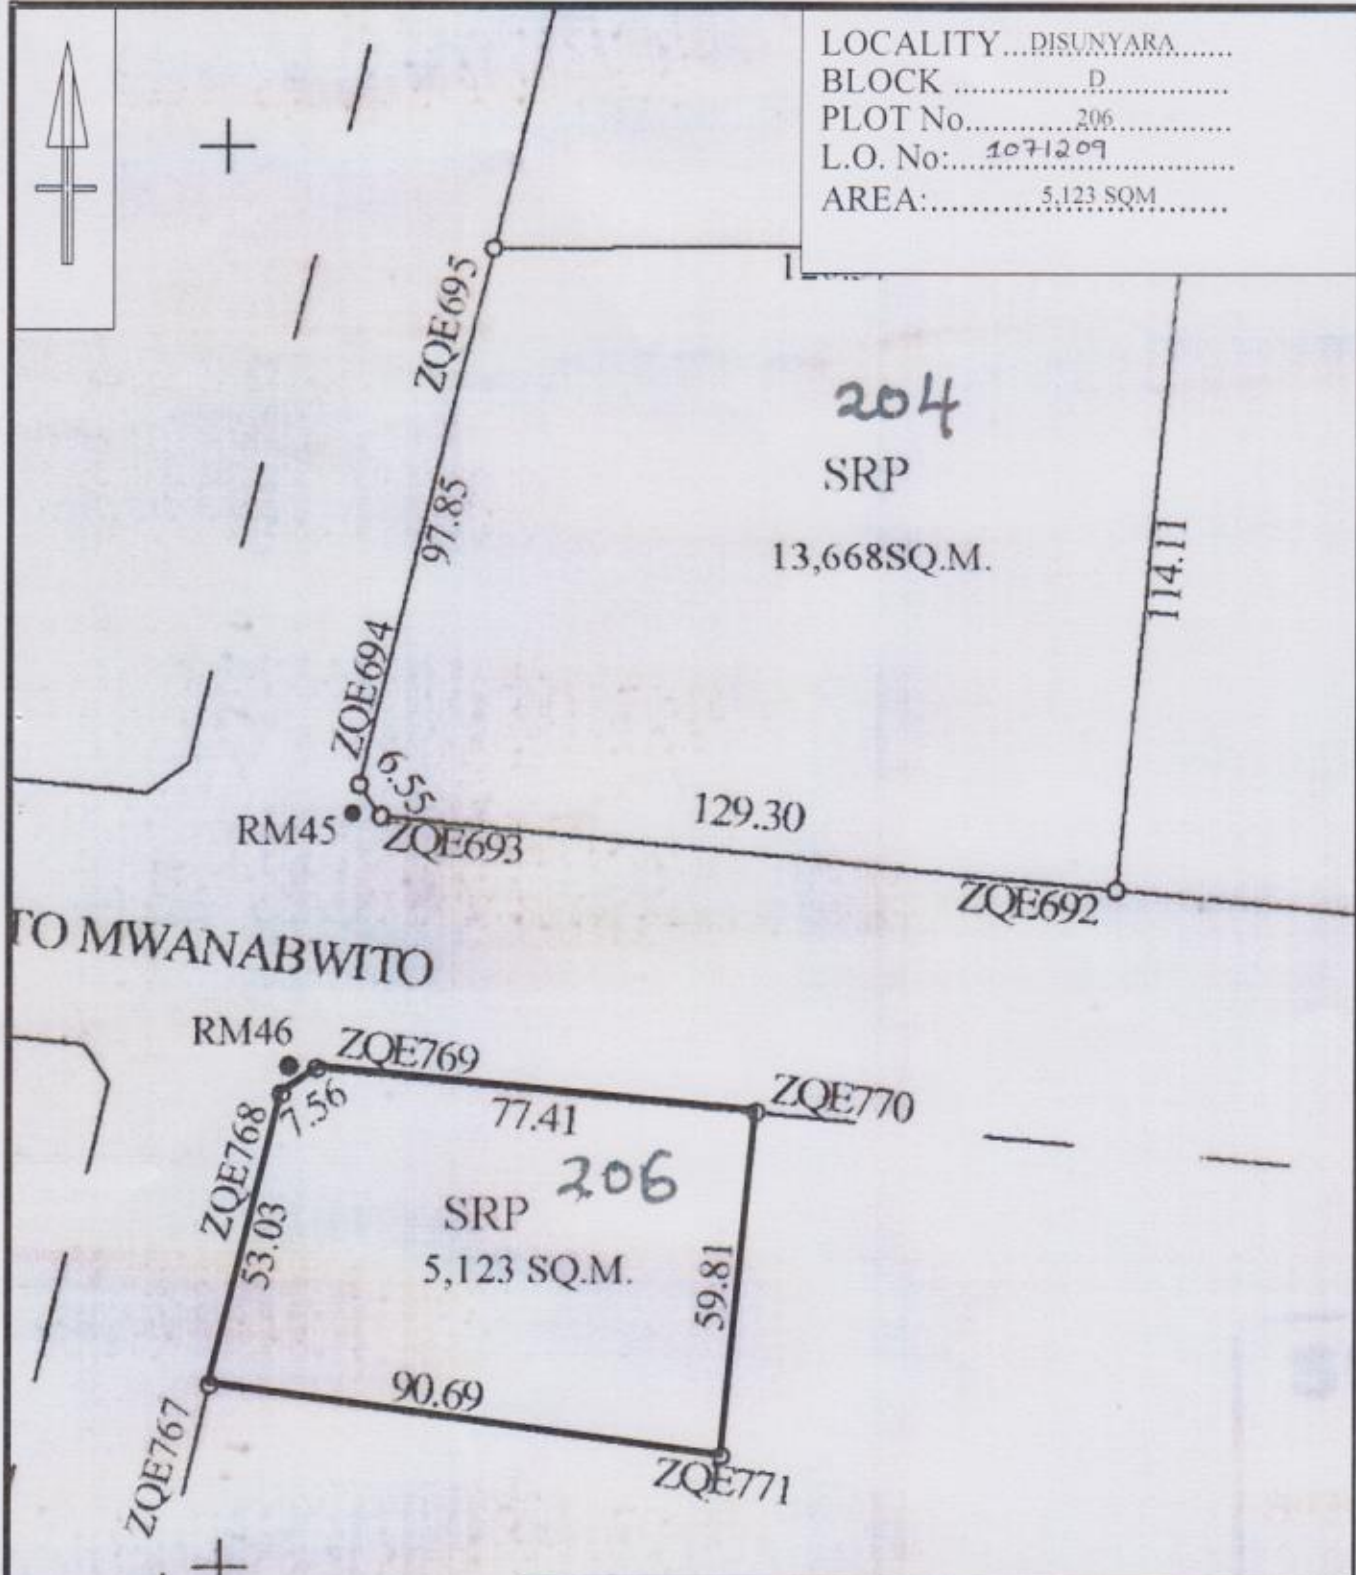 LOCALITY...DISUNYARA.......
BLOCK ..............D..............
PLOT No............206............
L.O. No:....1071209.............
AREA:...........5,123 SQM.......
ZQE695
204
SRP
97.85
13,668SQ.M.
114.11
ZQE694
6.55
129.30
RM45
ZQE693
ZQE692
TO MWANABWITO
RM46
ZQE769
ZQE770
7.56
77.41
ZQE768
206
SRP
53.03
5,123 SQ.M.
59.81
90.69
ZQE767
ZQE771